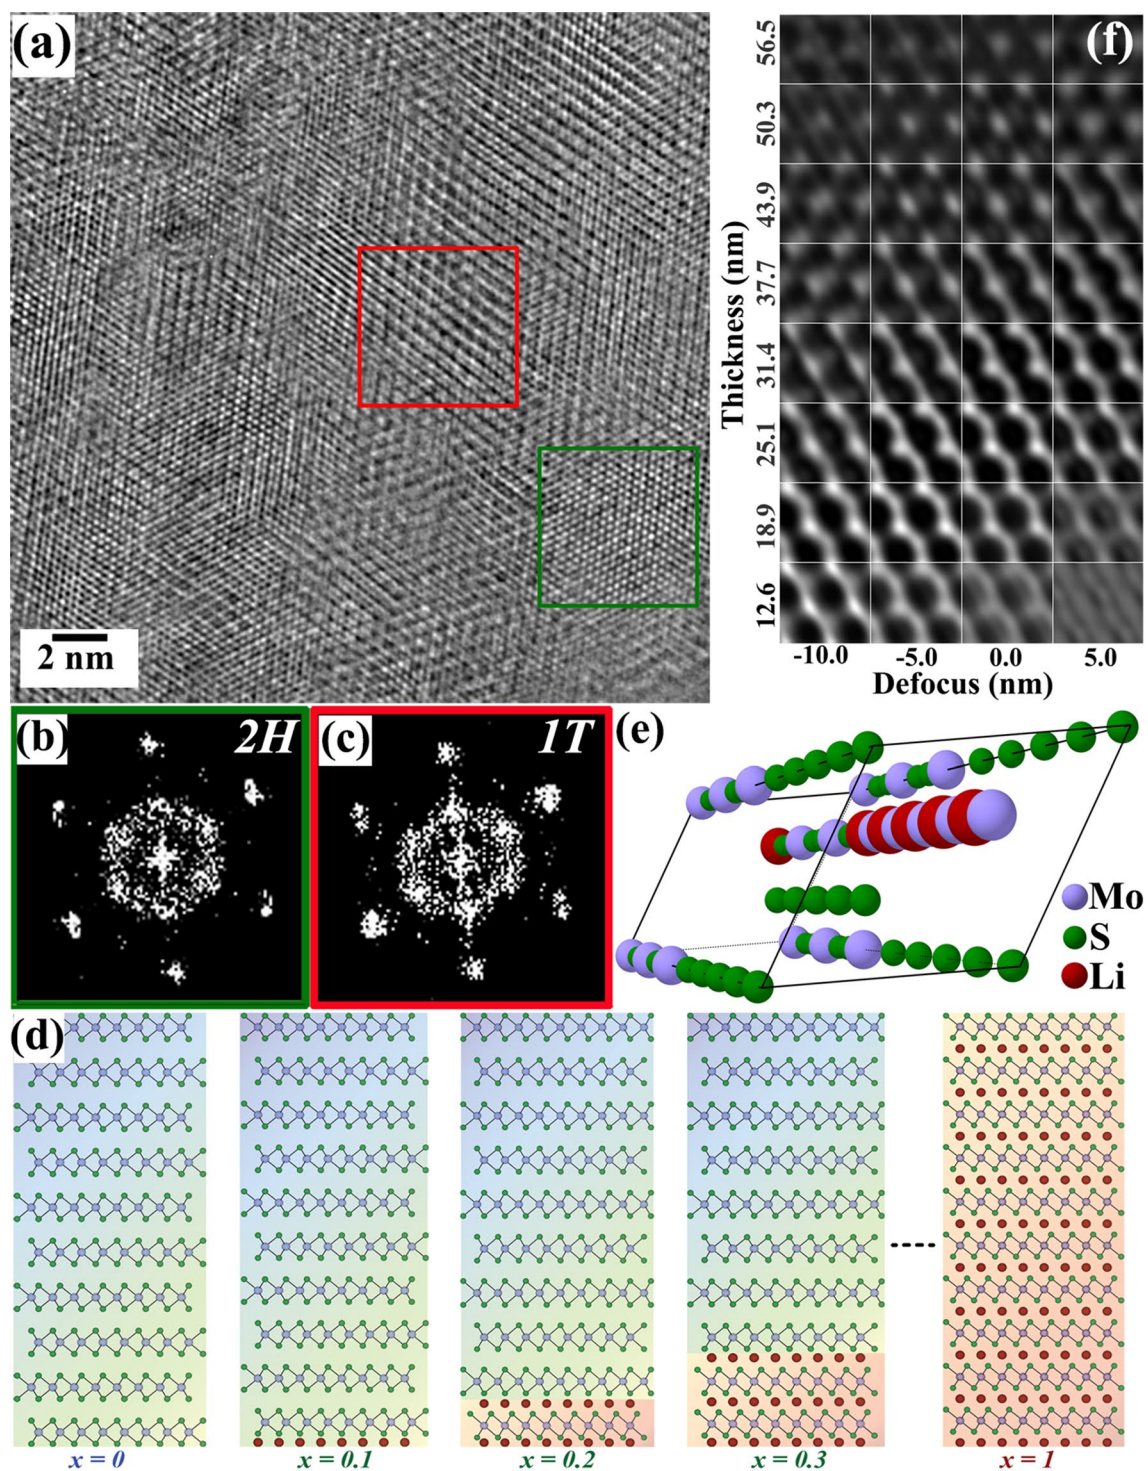 (a)
2 nm
(f)
Thickness (nm)
56.5
50.3
43.9
37.7
31.4
25.1
18.9
12.6
-10.0 -5.0 0.0 5.0
Defocus (nm)
(b) 2H
(c) 1T
(e)
Mo
S
Li
(d)
x = 0 x = 0.1 x = 0.2 x = 0.3 x = 1